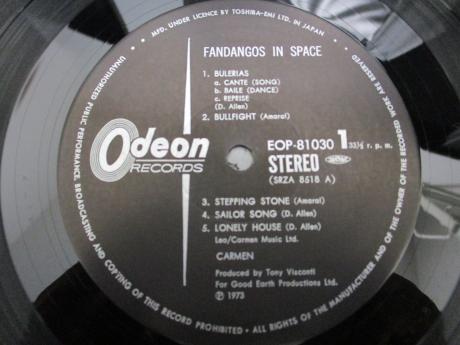 MFD. UNDER LICENCE BY TOSHIBA-EMI LTD. IN JAPAN
UNAUTHORIZED PUBLIC PERFORMANCE, BROADCASTING AND COPYING OF THIS RECORD PROHIBITED • ALL RIGHTS OF THE MANUFACTURER AND OF THE OWNER OF THE RECORDED WORK ARE RESERVED
FANDANGOS IN SPACE
1. BULERIAS
a. CANTE (SONG)
b. BAILE (DANCE)
c. REPRISE
(D. Allen)
2. BULLFIGHT (Amaral)
Odeon
RECORDS
EOP-81030 1 33⅓ r. p. m.
STEREO
(SRZA 8518 A)
3. STEPPING STONE (Amaral)
4. SAILOR SONG (D. Allen)
5. LONELY HOUSE (D. Allen)
Leo/Carmen Music Ltd.
CARMEN
Produced by Tony Visconti
For Good Earth Productions Ltd.
Ⓟ 1973